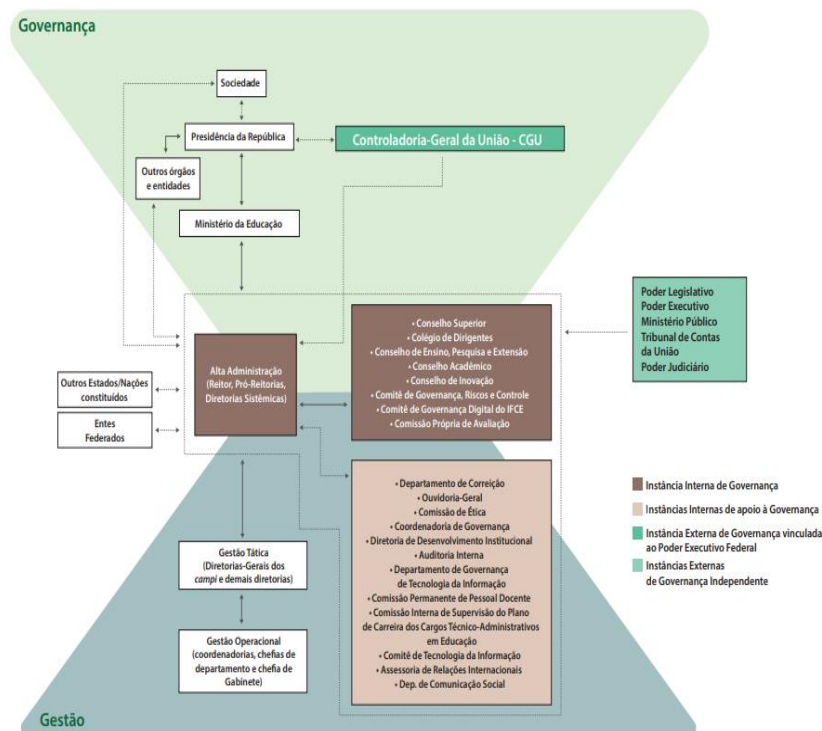 Governança
Sociedade
Presidência da República
Controladoria-Geral da União - CGU
Outros órgãos
e entidades
Ministério da Educação
Poder Legislativo
Poder Executivo
Ministério Público
Tribunal de Contas
da União
Poder Judiciário
• Conselho Superior
• Colégio de Dirigentes
• Conselho de Ensino, Pesquisa e Extensão
• Conselho Acadêmico
• Conselho de Inovação
• Comitê de Governança, Riscos e Controle
• Comitê de Governança Digital do IFCE
• Comissão Própria de Avaliação
Alta Administração
(Reitor, Pró-Reitorias,
Diretorias Sistêmicas)
Outros Estados/Nações
constituídos
Entes
Federados
• Departamento de Correição
• Ouvidoria-Geral
• Comissão de Ética
• Coordenadoria de Governança
• Diretoria de Desenvolvimento Institucional
• Auditoria Interna
• Departamento de Governança
de Tecnologia da Informação
• Comissão Permanente de Pessoal Docente
• Comissão Interna de Supervisão do Plano
de Carreira dos Cargos Técnico-Administrativos
em Educação
• Comitê de Tecnologia da Informação
• Assessoria de Relações Internacionais
• Dep. de Comunicação Social
Instância Interna de Governança
Instâncias Internas de apoio à Governança
Instância Externa de Governança vinculada
ao Poder Executivo Federal
Instâncias Externas
de Governança Independente
Gestão Tática
(Diretorias-Gerais dos
campi e demais diretorias)
Gestão Operacional
(coordenadorias, chefias de
departamento e chefia de
Gabinete)
Gestão